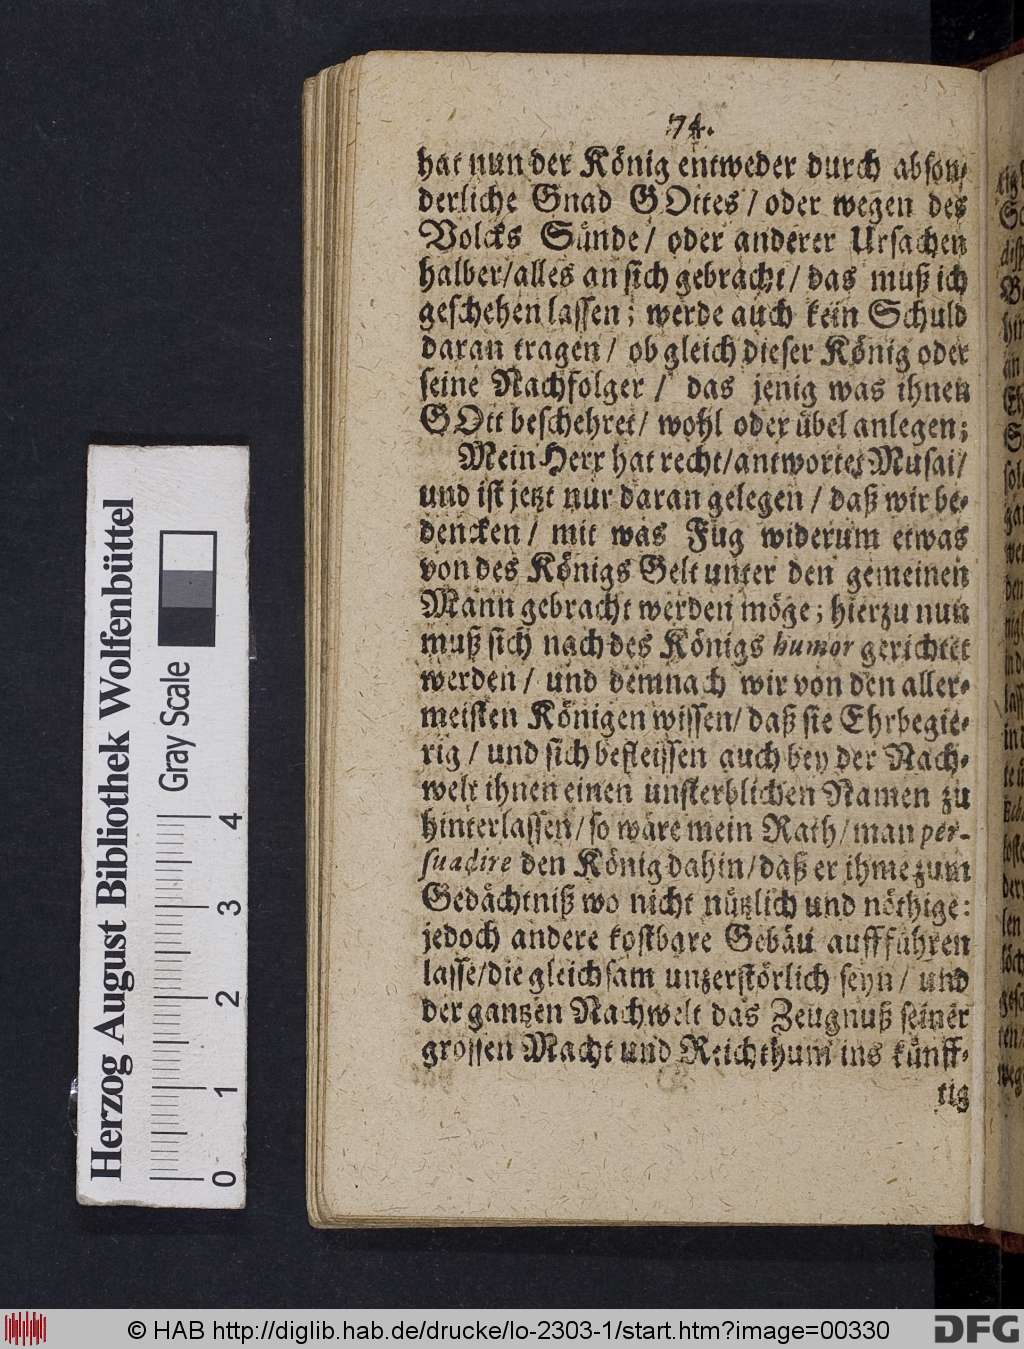 74.
hat nun der König entweder durch abson-
derliche Gnad GOttes / oder wegen des
Volcks Sünde / oder anderer Ursachen
halber / alles an sich gebracht / das muß ich
geschehen lassen ; werde auch kein Schuld
daran tragen / ob gleich dieser König oder
seine Nachfolger / das jenig was ihnen
GOtt beschehret / wohl oder übel anlegen ;
Mein Herr hat recht / antwortet Musai /
und ist jetzt nur daran gelegen / daß wir be-
dencken / mit was Fug widerum etwas
von des Königs Gelt unter den gemeinen
Mann gebracht werden möge ; hierzu nun
muß sich nach des Königs humor gerichtet
werden / und demnach wir von den aller-
meisten Königen wissen / daß sie Ehrbegie-
rig / und sich befleissen auch bey der Nach-
welt ihnen einen unsterblichen Namen zu
hinterlassen / so wäre mein Rath / man per-
suadire den König dahin / daß er ihme zum
Gedächtniß wo nicht nützlich und nöthige :
jedoch andere kostbare Gebäu auffführen
lasse / die gleichsam unzerstörlich seyn / und
der gantzen Nachwelt das Zeugnuß seiner
grossen Macht und Reichthum ins künff-
tig
Herzog August Bibliothek Wolfenbüttel
Gray Scale
0 1 2 3 4
© HAB http://diglib.hab.de/drucke/lo-2303-1/start.htm?image=00330
DFG